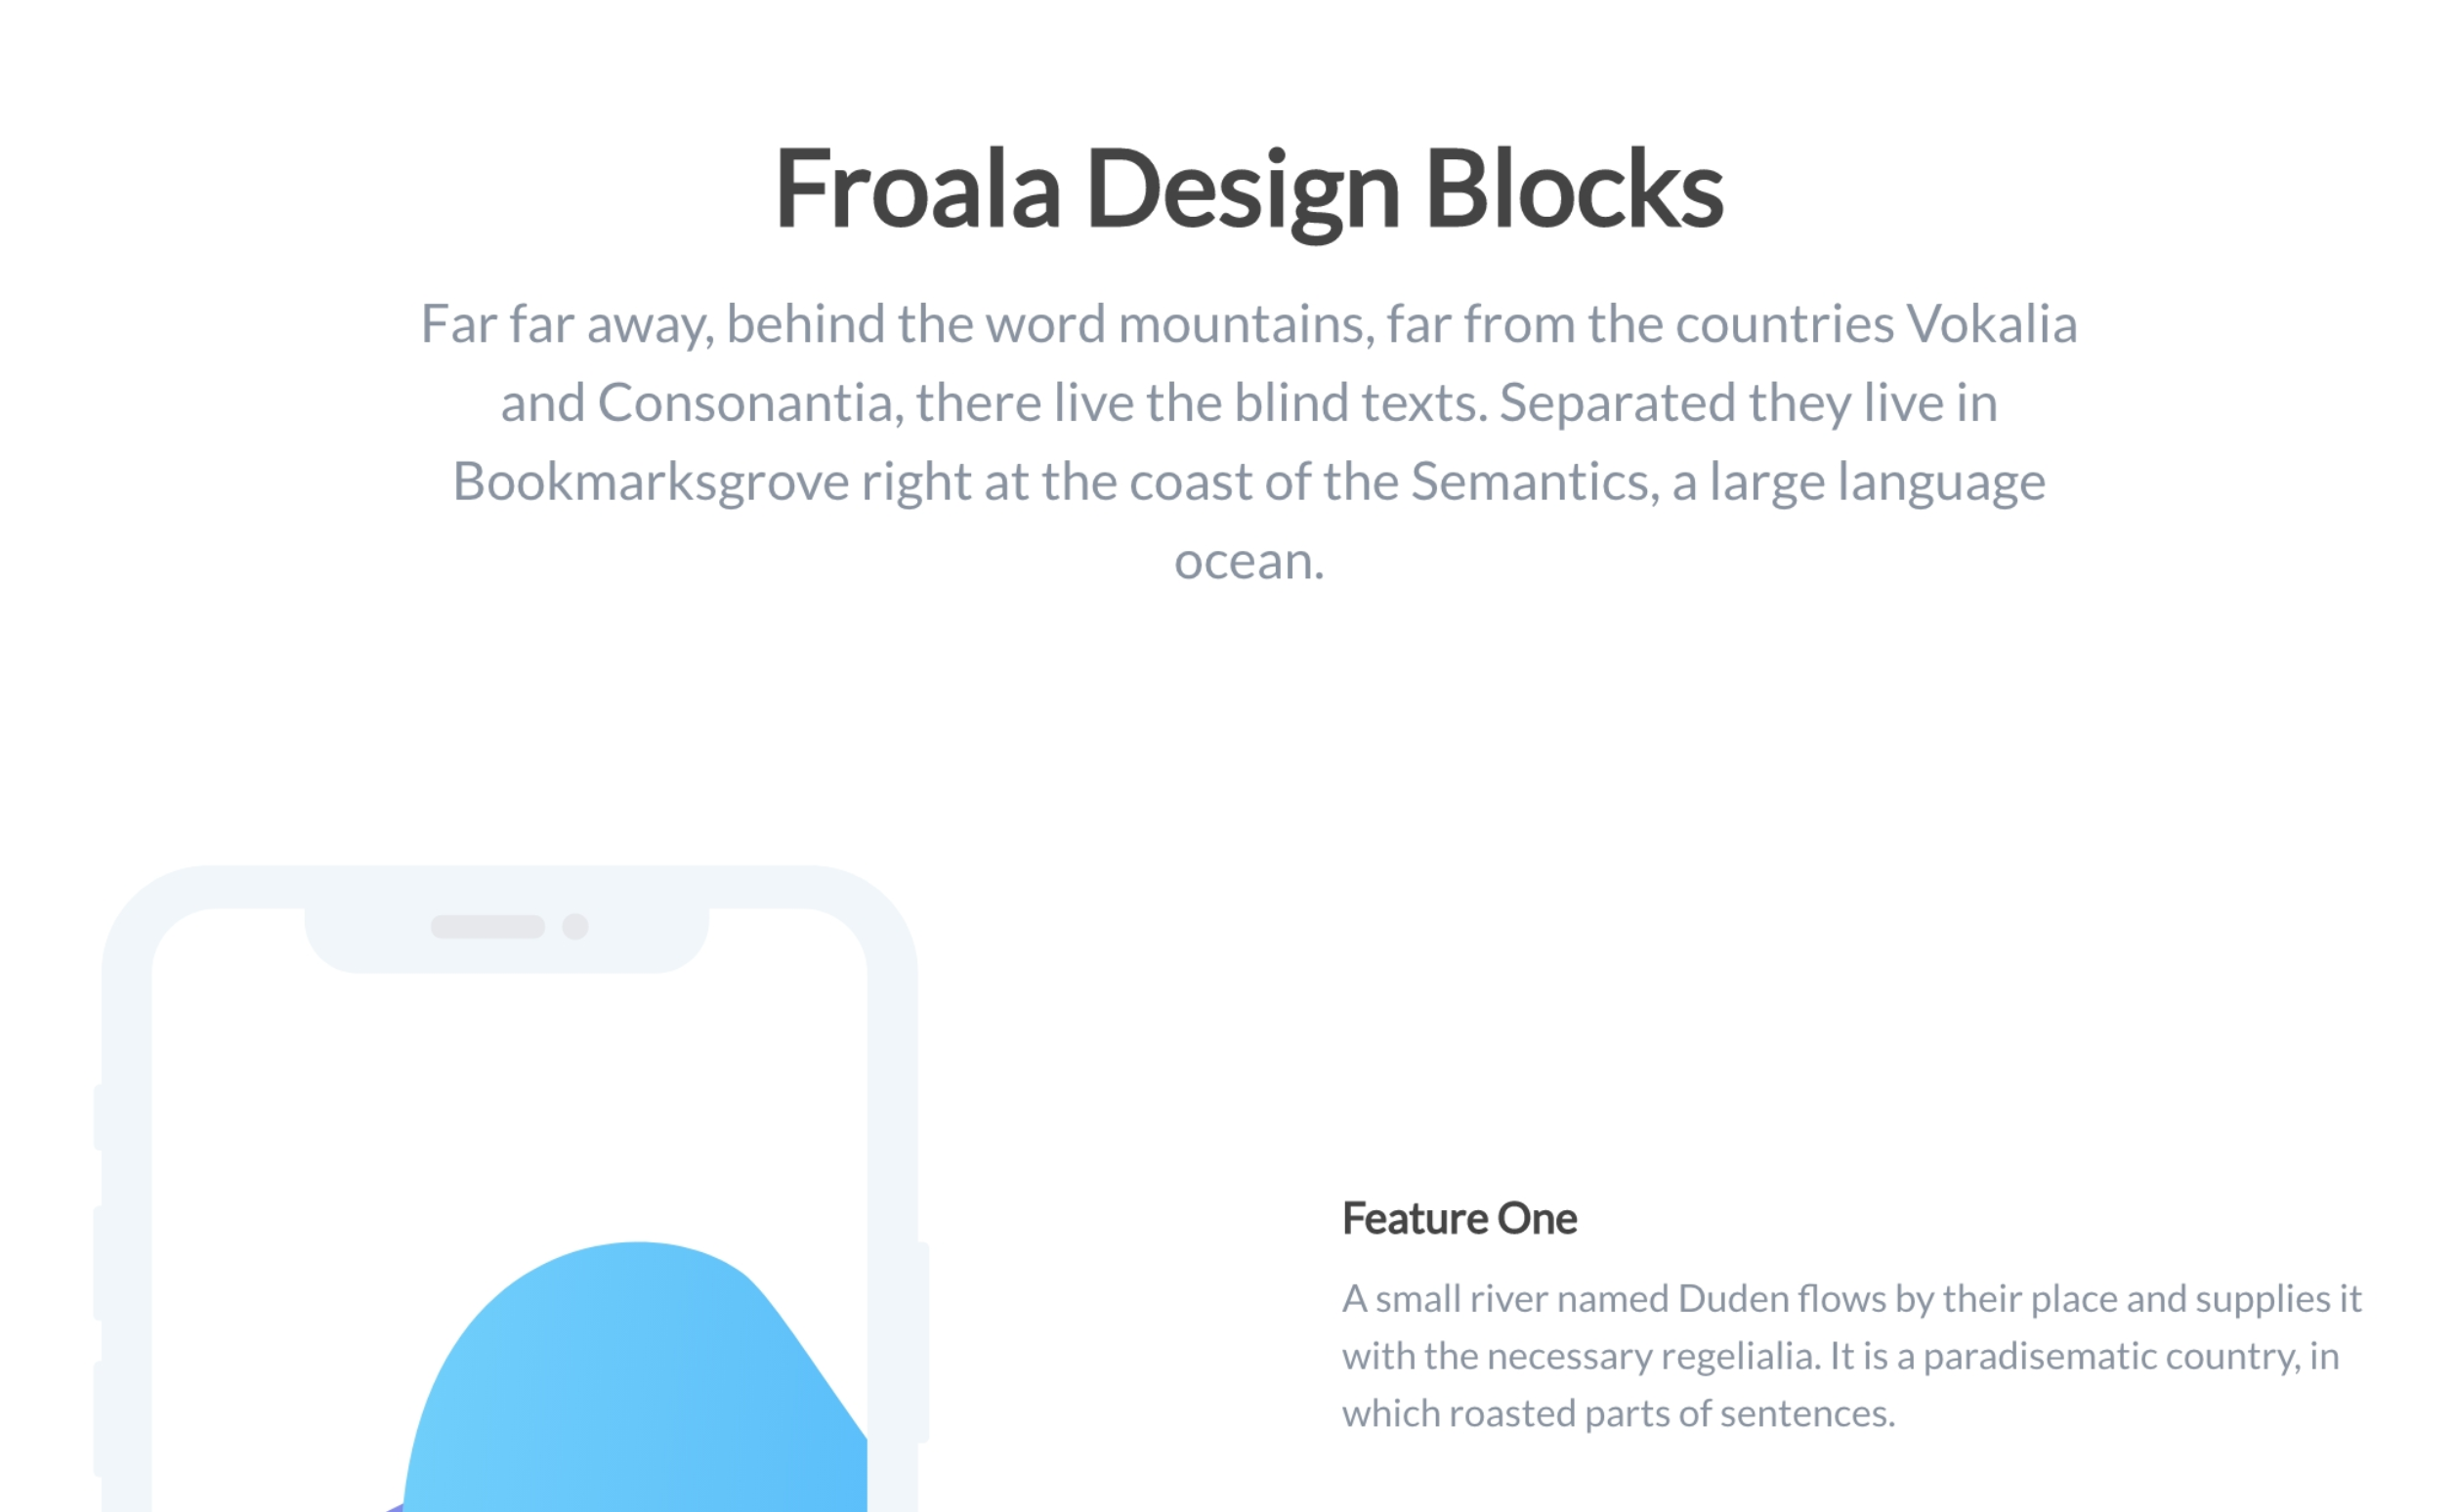 Froala Design Blocks
Far far away, behind the word mountains, far from the countries Vokalia
and Consonantia, there live the blind texts. Separated they live in
Bookmarksgrove right at the coast of the Semantics, a large language
ocean.
Feature One
A small river named Duden flows by their place and supplies it
with the necessary regelialia. It is a paradisematic country, in
which roasted parts of sentences.